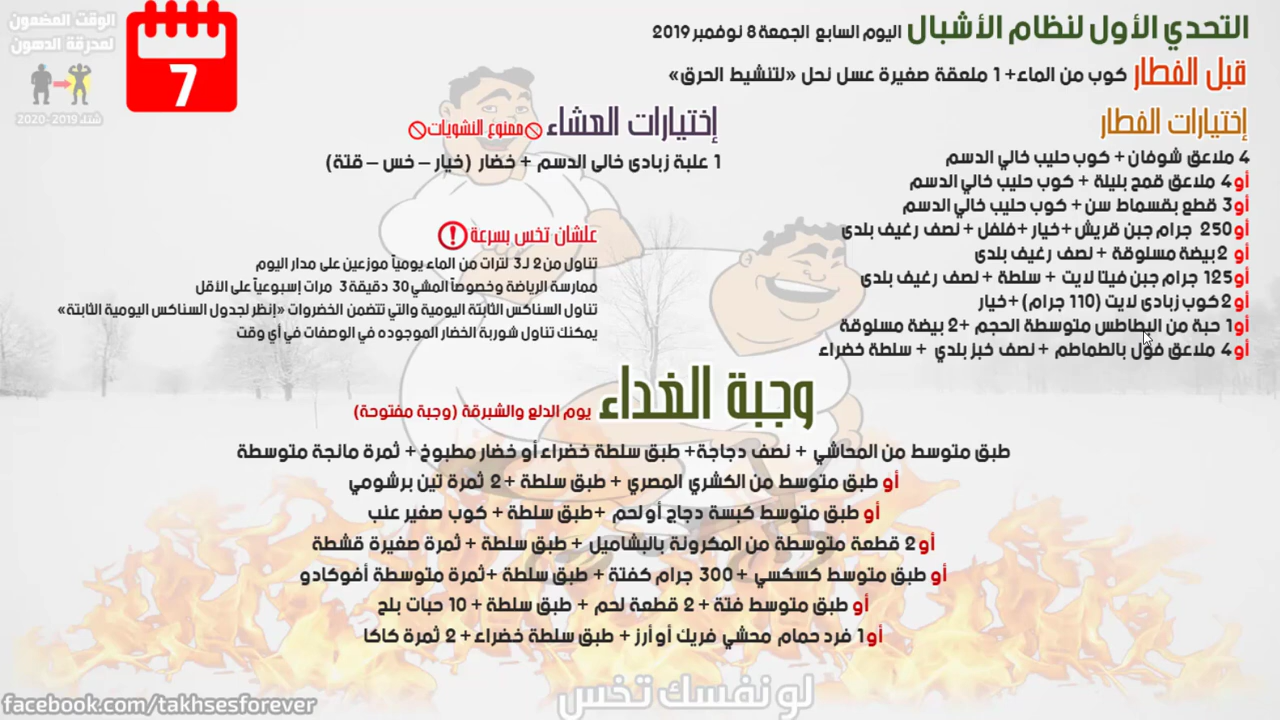 التحدي الأول لنظام الأشبال اليوم السابع الجمعة 8 نوفمبر 2019
قبل الفطار كوب من الماء+ 1 ملعقة صغيرة عسل نحل «لتنشيط الحرق»
الوقت المضمون
لمحرقة الدهون
شتاء 2019-2020
7
إختيارات الفطار
4 ملاعق شوفان + كوب حليب خالي الدسم
أو 4 ملاعق قمح بليلة + كوب حليب خالي الدسم
أو 3 قطع بقسماط سن + كوب حليب خالي الدسم
أو 250 جرام جبن قريش +خيار +فلفل + نصف رغيف بلدى
أو 2بيضة مسلوقة + نصف رغيف بلدى
أو 125 جرام جبن فيتا لايت + سلطة + نصف رغيف بلدى
أو 2 كوب زبادى لايت (110 جرام) +خيار
أو 1 حبة من البطاطس متوسطة الحجم +2 بيضة مسلوقة
أو 4 ملاعق فول بالطماطم + نصف خبز بلدي + سلطة خضراء
إختيارات العشاء ممنوع النشويات
1 علبة زبادى خالى الدسم + خضار (خيار – خس – قتة)
علشان تخس بسرعة
تناول من 2 لـ 3 لترات من الماء يومياً موزعين على مدار اليوم
ممارسة الرياضة وخصوصاً المشي 30 دقيقة 3 مرات إسبوعياً على الأقل
تناول السناكس الثابتة اليومية والتي تتضمن الخضروات «إنظر لجدول السناكس اليومية الثابتة»
يمكنك تناول شوربة الخضار الموجوده في الوصفات في أي وقت
وجبة الغداء يوم الدلع والشبرقة (وجبة مفتوحة)
طبق متوسط من المحاشي + نصف دجاجة+ طبق سلطة خضراء أو خضار مطبوخ + ثمرة مانجة متوسطة
أو طبق متوسط من الكشري المصري + طبق سلطة +2 ثمرة تين برشومي
أو طبق متوسط كبسة دجاج أو لحم +طبق سلطة + كوب صغير عنب
أو 2 قطعة متوسطة من المكرونة بالبشاميل + طبق سلطة + ثمرة صغيرة قشطة
أو طبق متوسط كسكسي +300 جرام كفتة + طبق سلطة +ثمرة متوسطة أفوكادو
أو طبق متوسط فتة +2 قطعة لحم + طبق سلطة + 10 حبات بلح
أو 1 فرد حمام محشي فريك أو أرز + طبق سلطة خضراء +2 ثمرة كاكا
لو نفسك تخس
facebook.com/takhsesforever